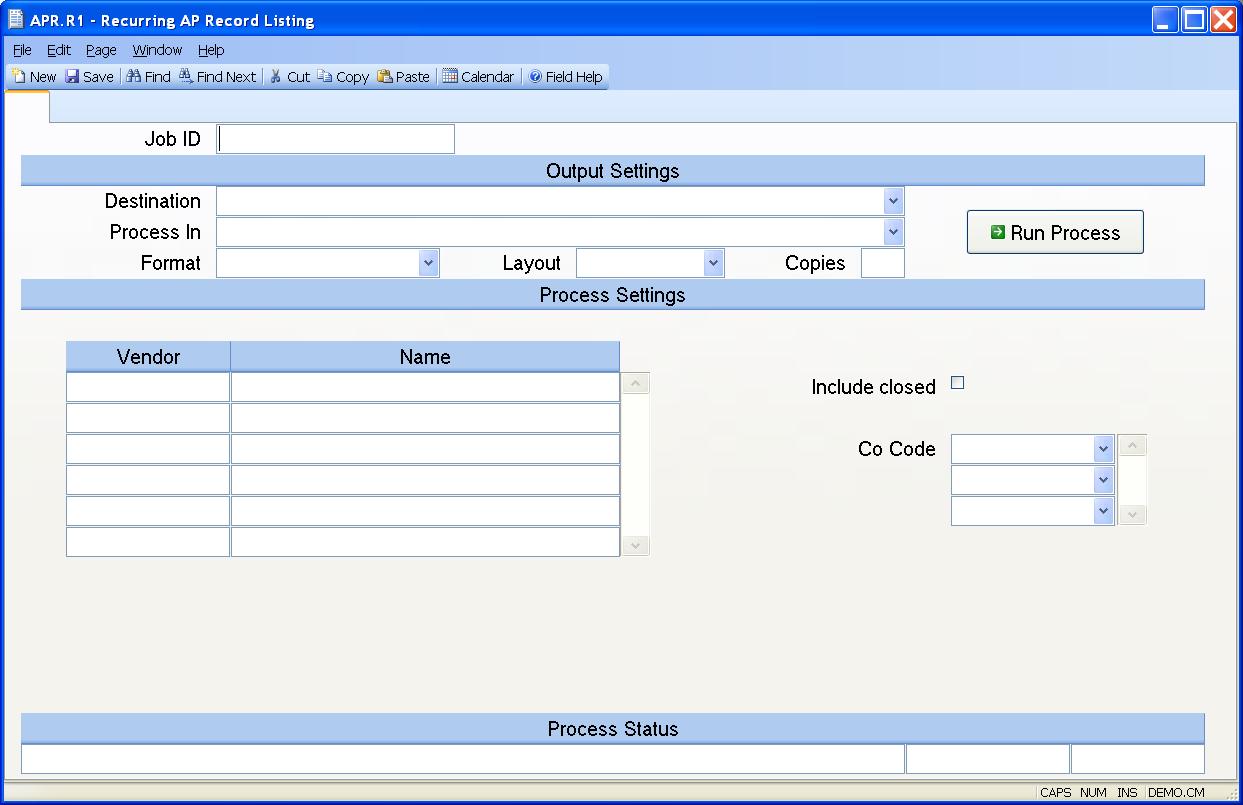 APR.R1 - Recurring AP Record Listing
File Edit Page Window Help
New Save Find Find Next Cut Copy Paste Calendar Field Help
Job ID
Output Settings
Destination
Process In
Run Process
Format Layout Copies
Process Settings
Vendor Name
Include closed
Co Code
Process Status
CAPS NUM INS DEMO.CM